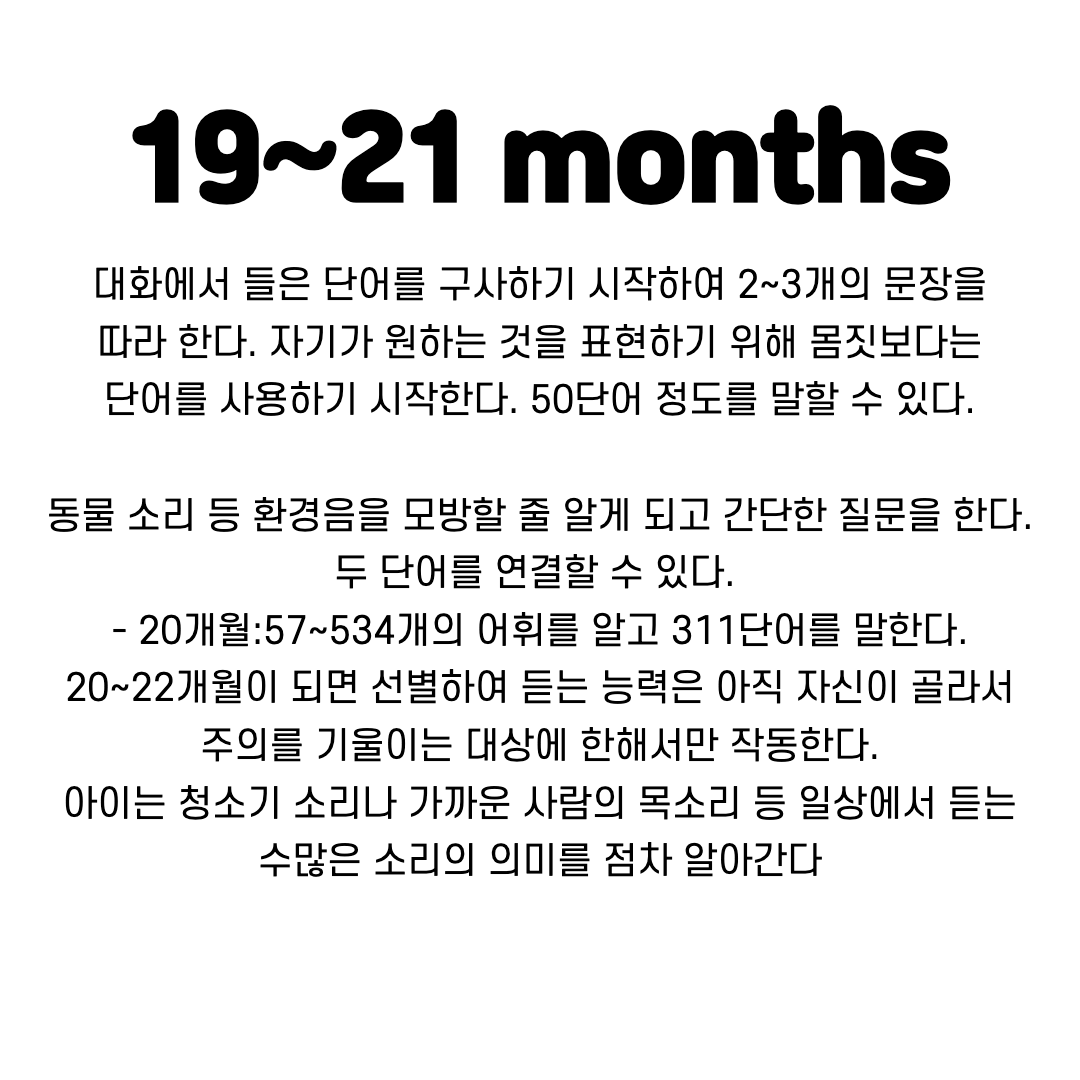 19~21 months
대화에서 들은 단어를 구사하기 시작하여 2~3개의 문장을
따라 한다. 자기가 원하는 것을 표현하기 위해 몸짓보다는
단어를 사용하기 시작한다. 50단어 정도를 말할 수 있다.
동물 소리 등 환경음을 모방할 줄 알게 되고 간단한 질문을 한다.
두 단어를 연결할 수 있다.
- 20개월:57~534개의 어휘를 알고 311단어를 말한다.
20~22개월이 되면 선별하여 듣는 능력은 아직 자신이 골라서
주의를 기울이는 대상에 한해서만 작동한다.
아이는 청소기 소리나 가까운 사람의 목소리 등 일상에서 듣는
수많은 소리의 의미를 점차 알아간다